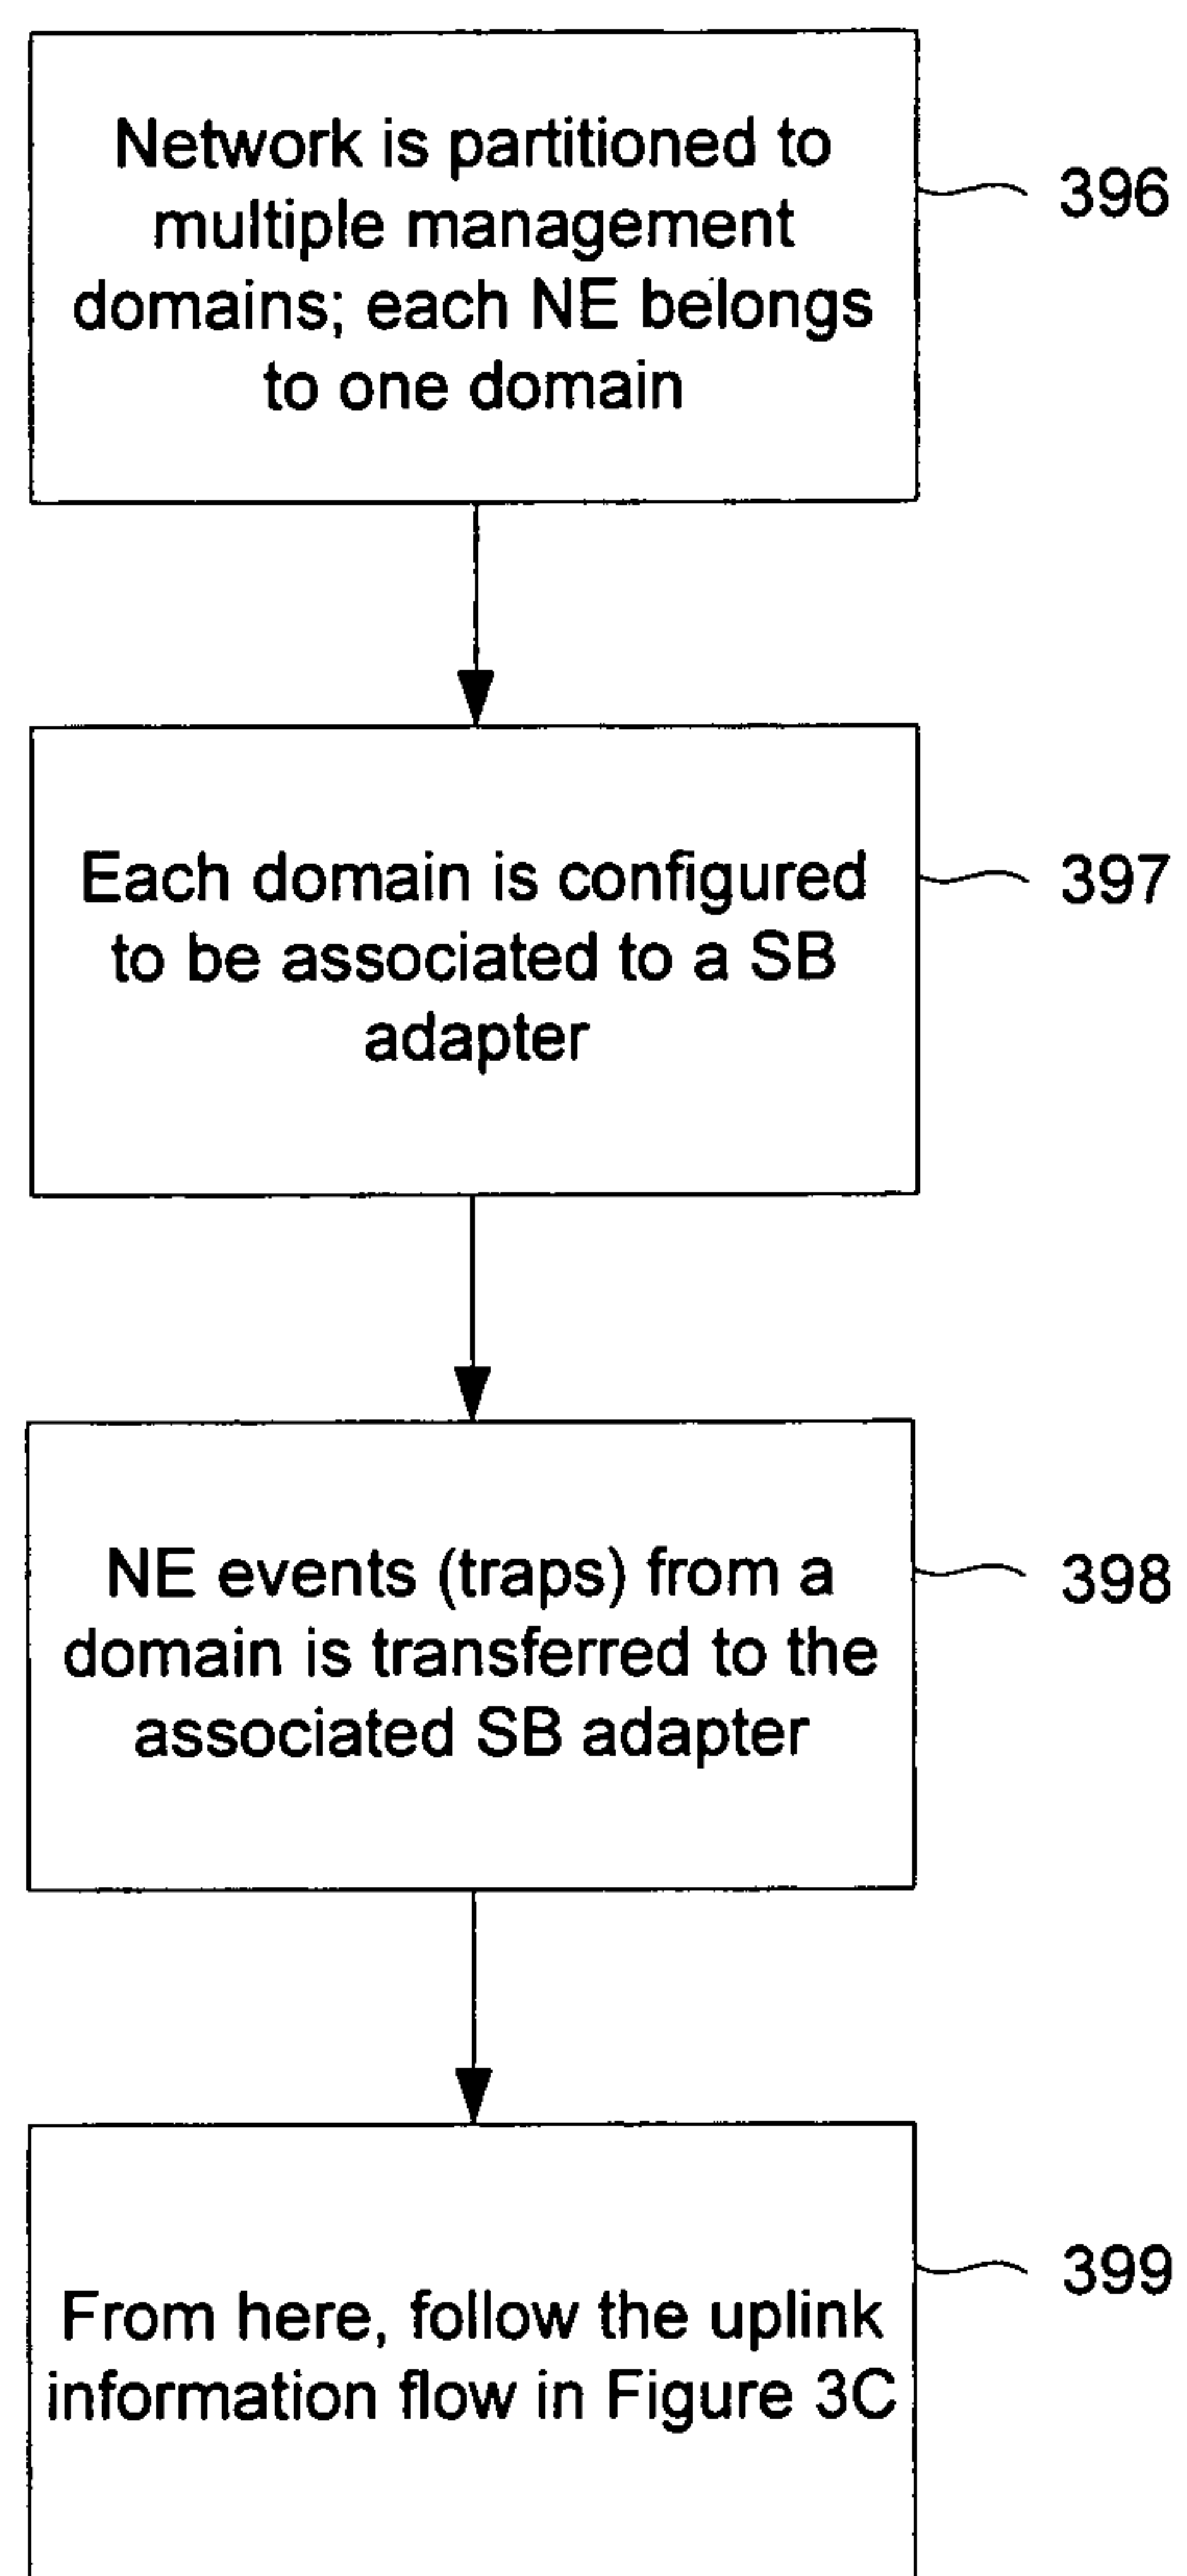 Network is partitioned to
multiple management
domains; each NE belongs
to one domain
396
Each domain is configured
to be associated to a SB
adapter
397
NE events (traps) from a
domain is transferred to the
associated SB adapter
398
From here, follow the uplink
information flow in Figure 3C
399